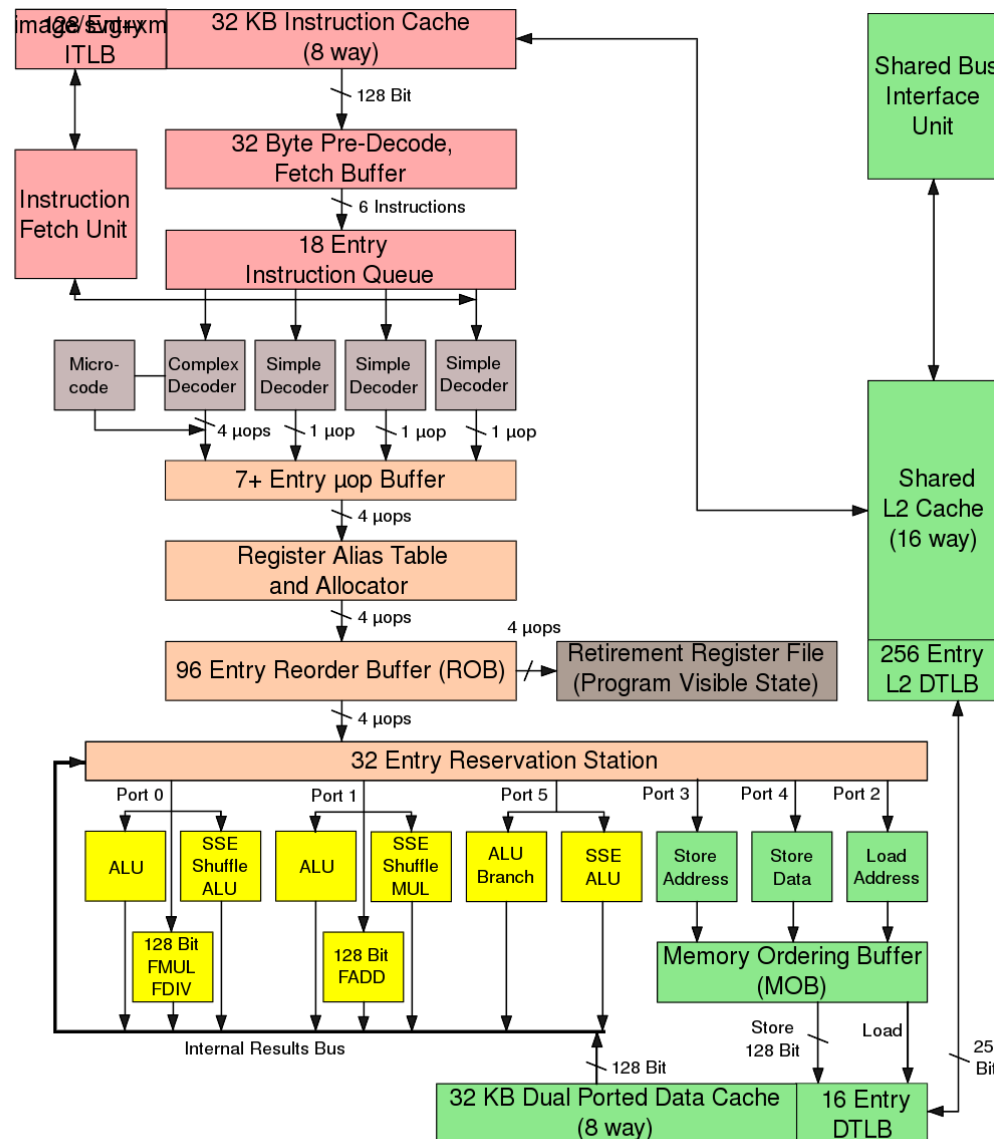 image/svg+xm
128 Entry
ITLB
32 KB Instruction Cache
(8 way)
Shared Bus
Interface
Unit
128 Bit
32 Byte Pre-Decode,
Fetch Buffer
Instruction
Fetch Unit
6 Instructions
18 Entry
Instruction Queue
Micro-
code
Complex
Decoder
Simple
Decoder
Simple
Decoder
Simple
Decoder
4 µops
1 µop
1 µop
1 µop
7+ Entry µop Buffer
Shared
L2 Cache
(16 way)
4 µops
Register Alias Table
and Allocator
4 µops
4 µops
96 Entry Reorder Buffer (ROB)
Retirement Register File
(Program Visible State)
256 Entry
L2 DTLB
4 µops
32 Entry Reservation Station
Port 0
Port 1
Port 5
Port 3
Port 4
Port 2
ALU
SSE
Shuffle
ALU
ALU
SSE
Shuffle
MUL
ALU
Branch
SSE
ALU
Store
Address
Store
Data
Load
Address
128 Bit
FMUL
FDIV
128 Bit
FADD
Memory Ordering Buffer
(MOB)
Internal Results Bus
Store
128 Bit
Load
128 Bit
25
Bit
32 KB Dual Ported Data Cache
(8 way)
16 Entry
DTLB